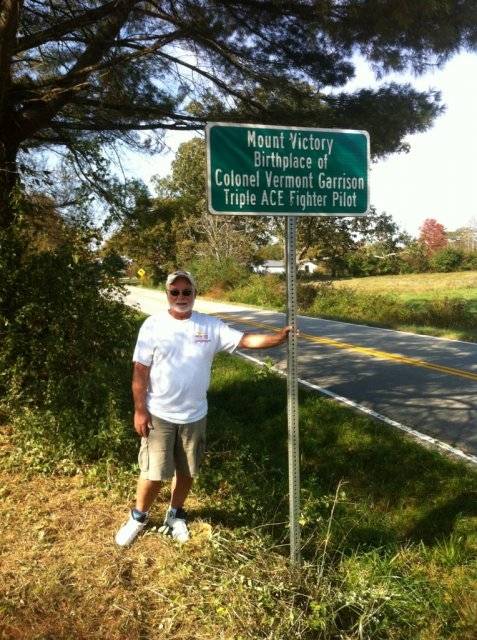 Mount Victory
Birthplace of
Colonel Vermont Garrison
Triple ACE Fighter Pilot